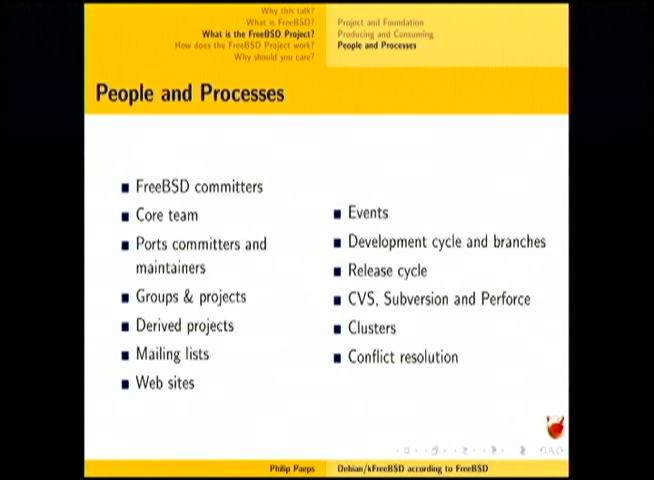 Why this talk?
What is FreeBSD?
What is the FreeBSD Project?
How does the FreeBSD Project work?
Why should you care?
Project and Foundation
Producing and Consuming
People and Processes
People and Processes
FreeBSD committers
Core team
Ports committers and
maintainers
Groups & projects
Derived projects
Mailing lists
Web sites
Events
Development cycle and branches
Release cycle
CVS, Subversion and Perforce
Clusters
Conflict resolution
Philip Paeps
Debian/kFreeBSD according to FreeBSD